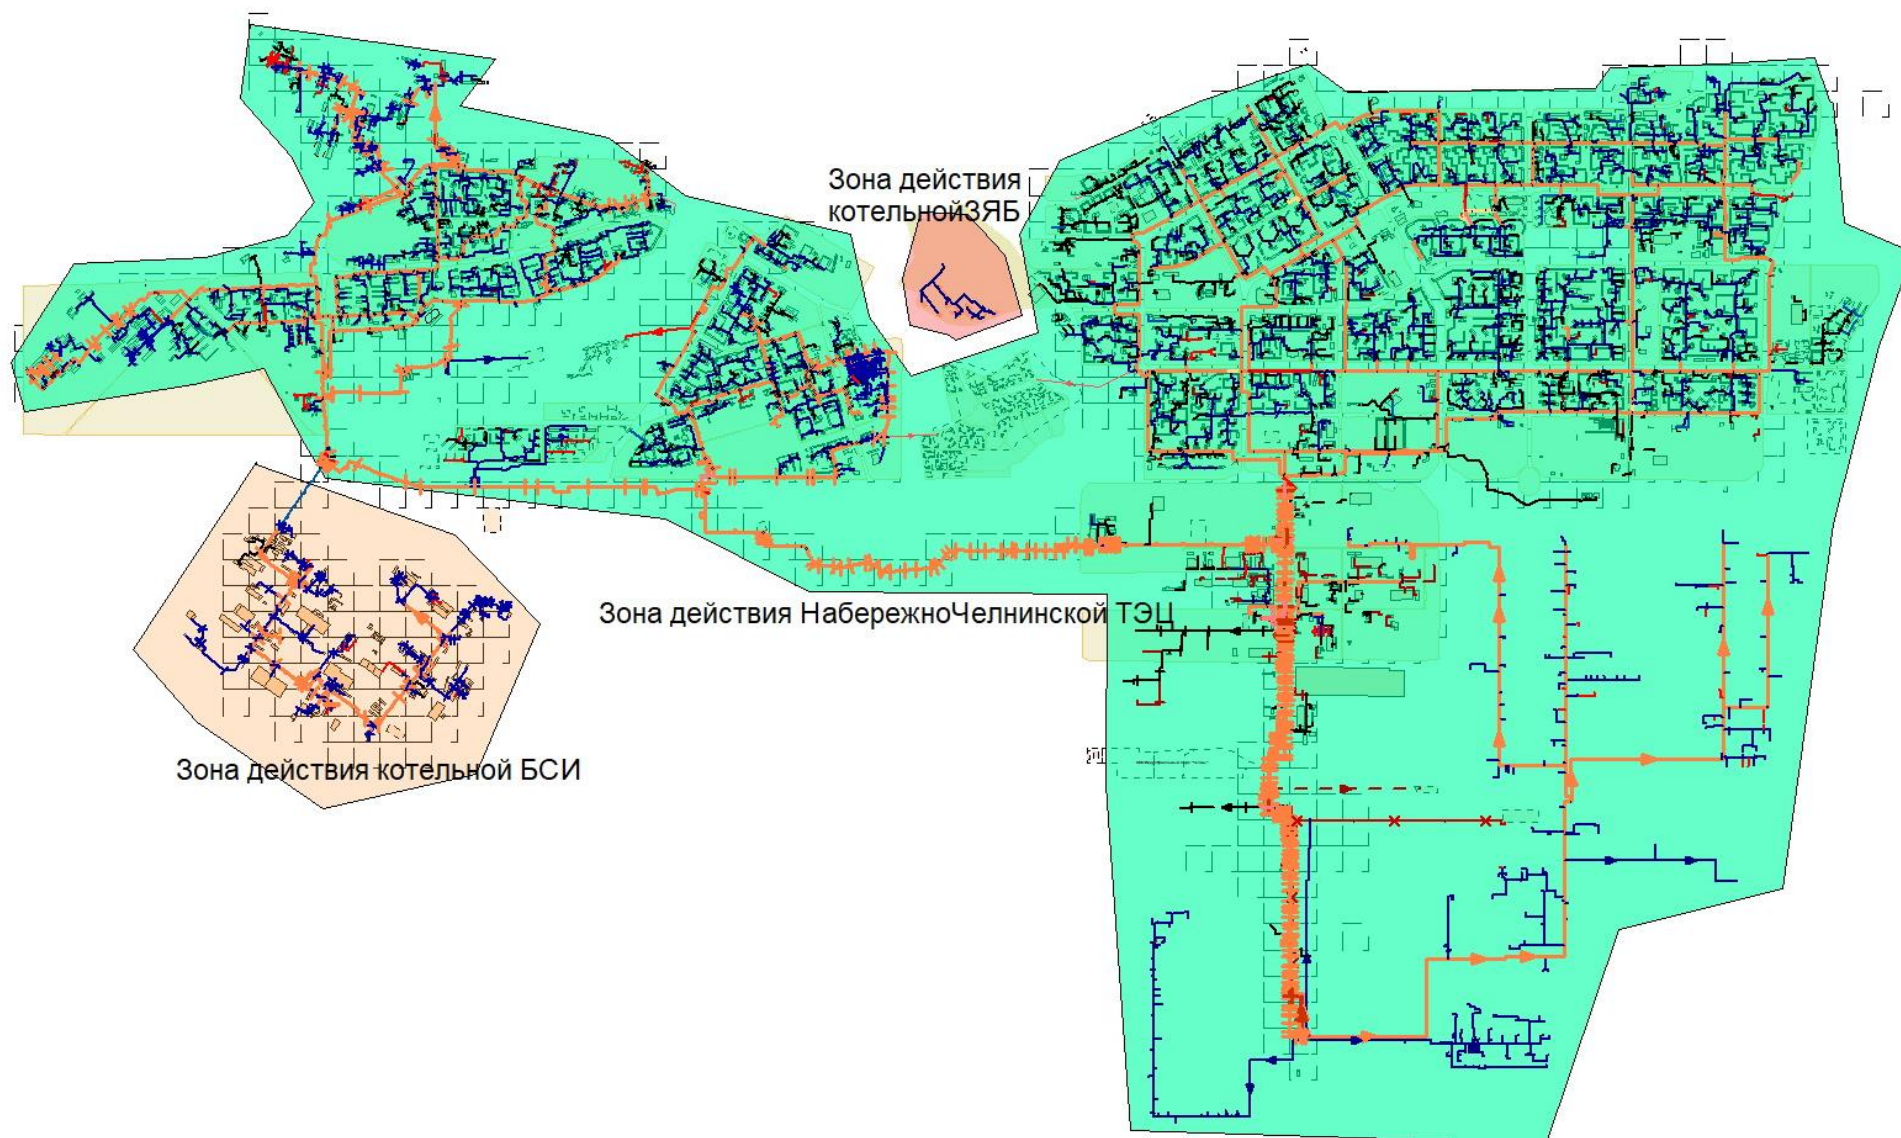 Зона действия
котельнойЗЯБ
Зона действия НабережноЧелнинской ТЭЦ
Зона действия котельной БСИ